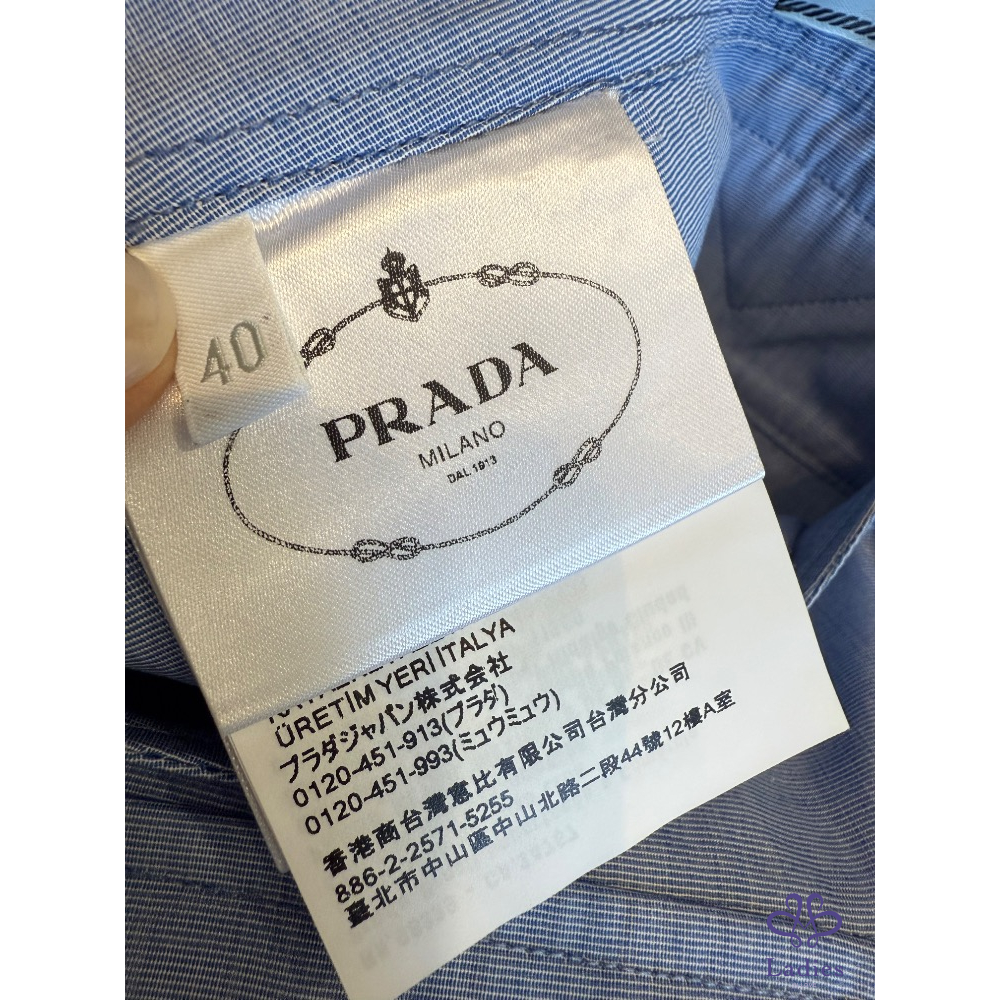 40
PRADA
MILANO
DAL 1913
ÜRETİM YERİ İTALYA
プラダジャパン株式会社
0120-451-913(プラダ)
0120-451-993(ミュウミュウ)
香港商台灣惠比有限公司台灣分公司
886-2-2571-5255
臺北市中山區中山北路二段44號12樓A室
Ladres